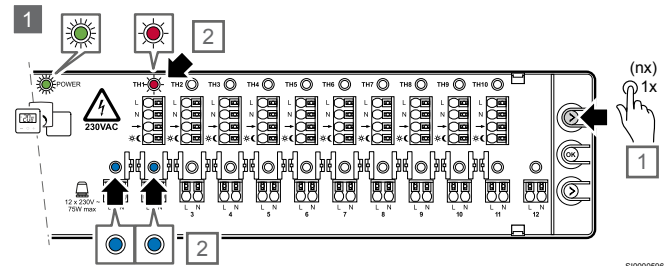 1
2
(nx)
1x
POWER
TH1 TH2 TH3 TH4 TH5 TH6 TH7 TH8 TH9 TH10
L L L L L L L L L L
N N N N N N N N N N
230VAC
OK
1
12 x 230V ~
75W max
L N L N L N L N L N L N L N L N L N L N L N L N
3 4 5 6 7 8 9 10 11 12
2